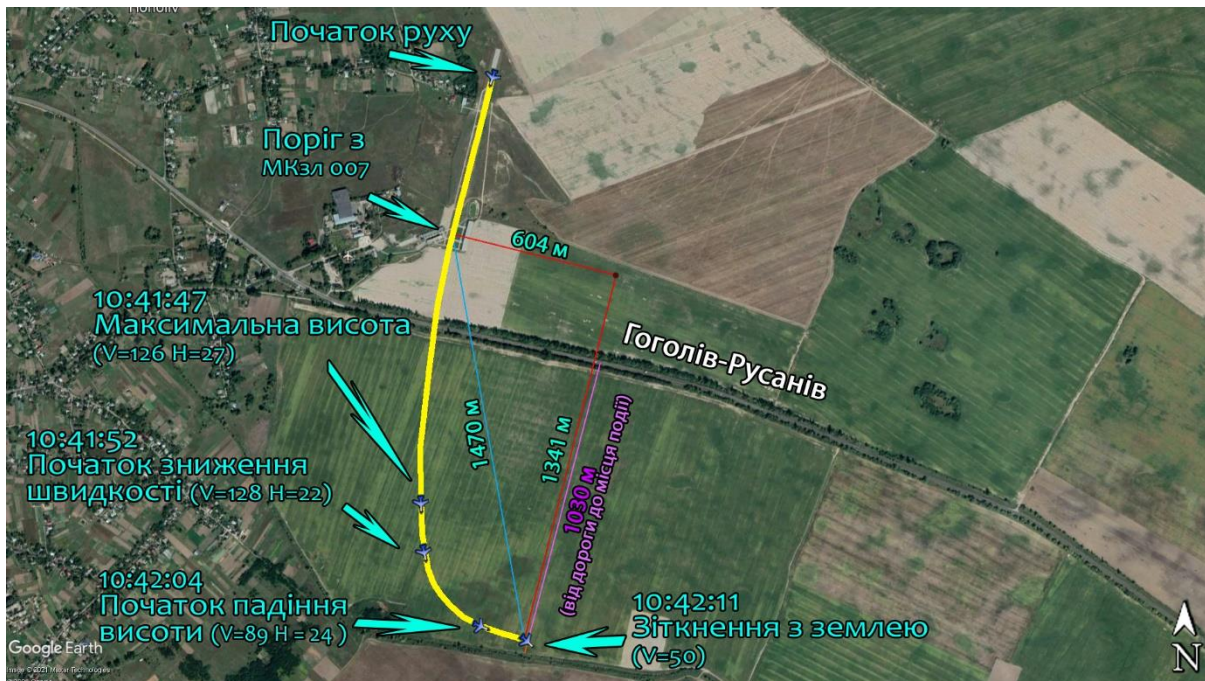 Початок руху
Поріг з
МКзл 007
604 м
10:41:47
Максимальна висота
(V=126 H=27)
Гоголів-Русанів
1470 м
1341 м
1030 м
(від дороги до місця події)
10:41:52
Початок зниження
швидкості (V=128 H=22)
10:42:04
Початок падіння
висоти (V=89 H = 24 )
10:42:11
Зіткнення з землею
(V=50)
Google Earth
N